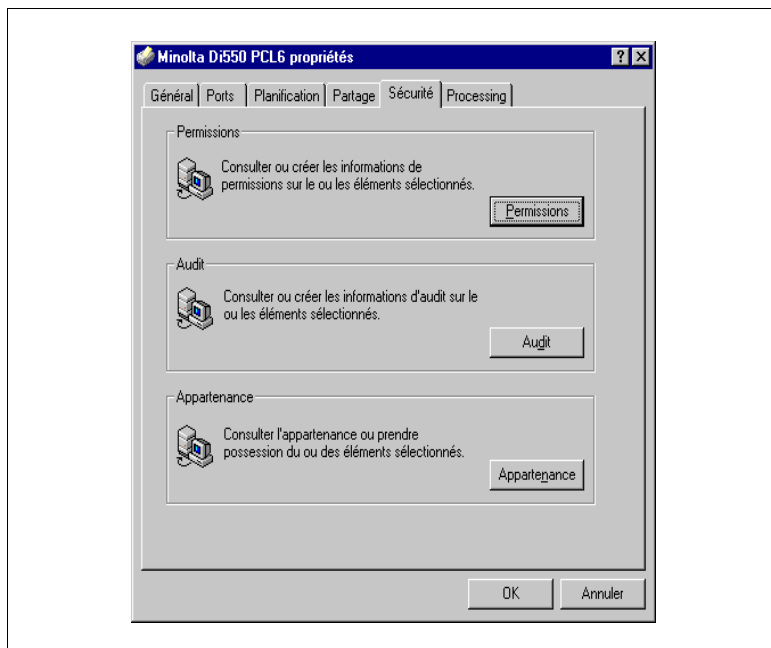 Minolta Di550 PCL6 propriétés
Général Ports Planification Partage Sécurité Processing
Permissions
Consulter ou créer les informations de
permissions sur le ou les éléments sélectionnés.
Permissions
Audit
Consulter ou créer les informations d'audit sur le
ou les éléments sélectionnés.
Audit
Appartenance
Consulter l'appartenance ou prendre
possession du ou des éléments sélectionnés.
Appartenance
OK Annuler